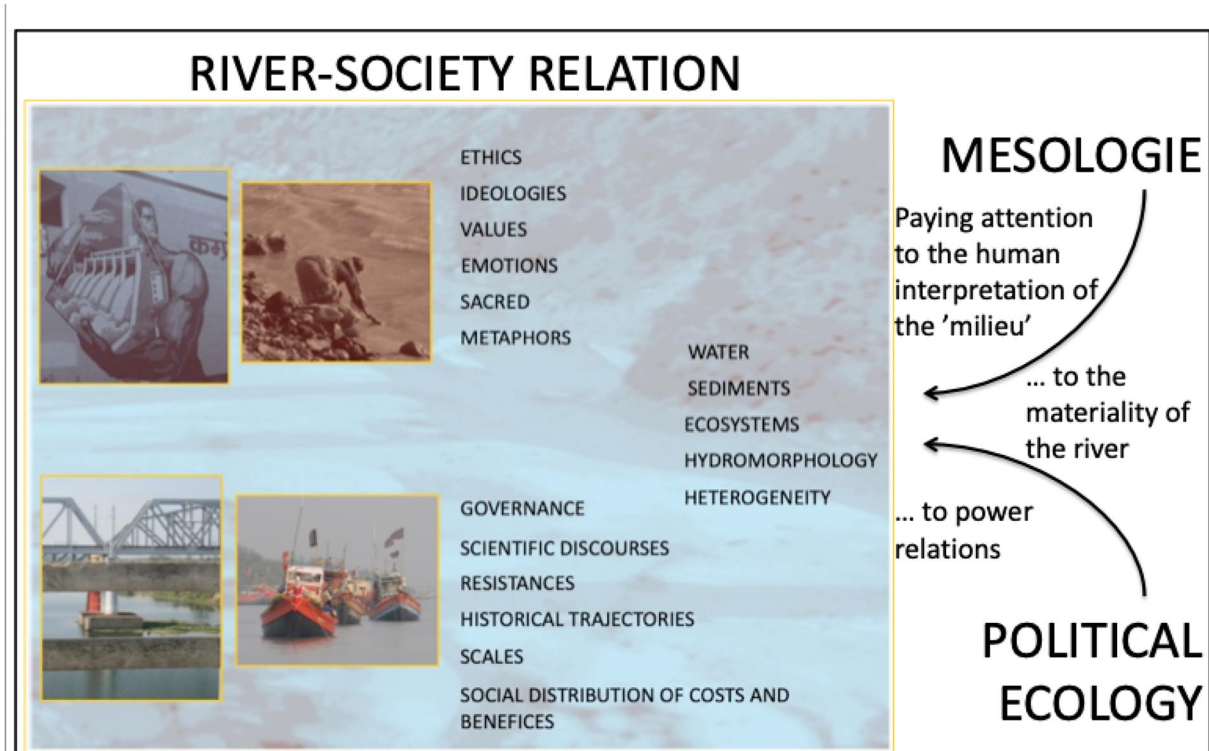 RIVER-SOCIETY RELATION
ETHICS
IDEOLOGIES
VALUES
EMOTIONS
SACRED
METAPHORS
WATER
SEDIMENTS
ECOSYSTEMS
HYDROMORPHOLOGY
HETEROGENEITY
GOVERNANCE
SCIENTIFIC DISCOURSES
RESISTANCES
HISTORICAL TRAJECTORIES
SCALES
SOCIAL DISTRIBUTION OF COSTS AND
BENEFICES
MESOLOGIE
Paying attention
to the human
interpretation of
the ’milieu’
... to the
materiality of
the river
... to power
relations
POLITICAL
ECOLOGY